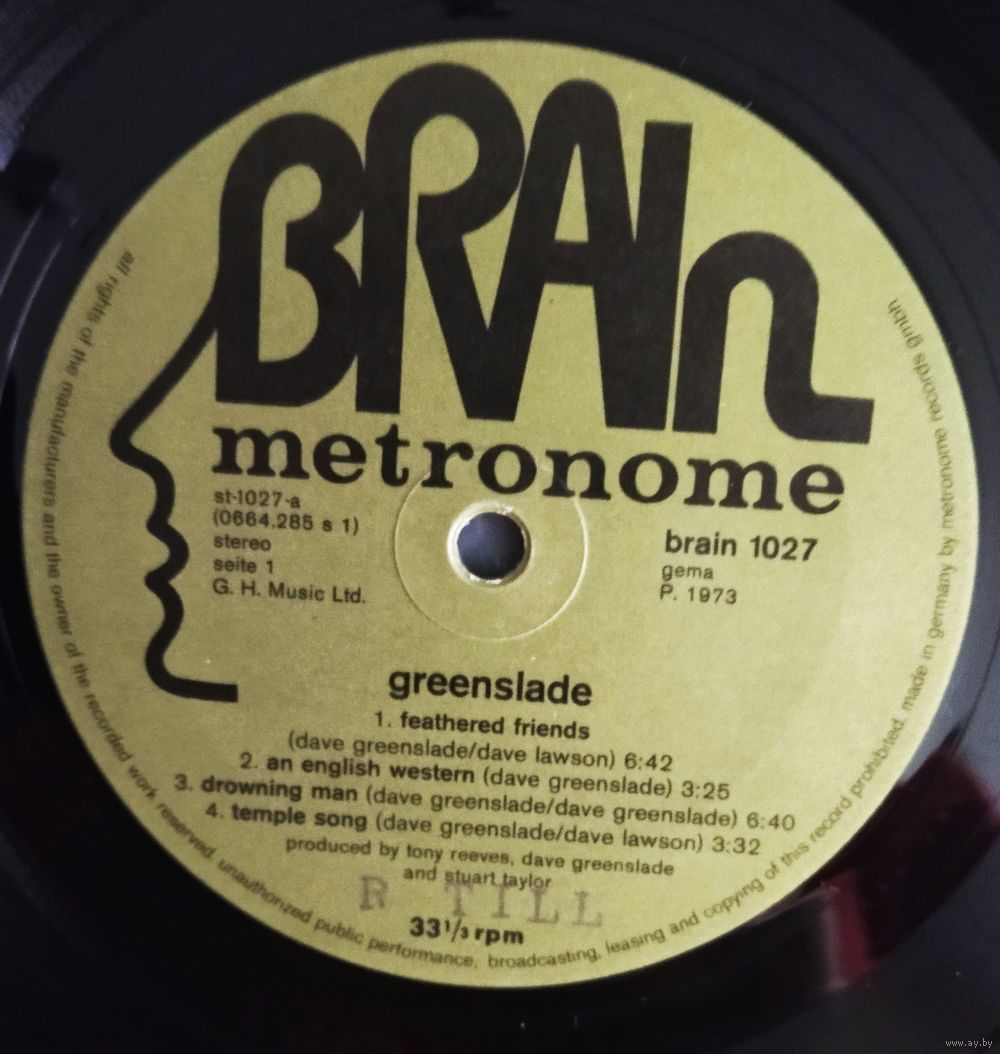 BRAIn
metronome
st-1027-a
(0664.285 s 1)
stereo
seite 1
G. H. Music Ltd.
brain 1027
gema
P. 1973
greenslade
1. feathered friends
(dave greenslade/dave lawson) 6:42
2. an english western (dave greenslade) 3:25
3. drowning man (dave greenslade/dave greenslade) 6:40
4. temple song (dave greenslade/dave lawson) 3:32
produced by tony reeves, dave greenslade
and stuart taylor
R TILL
33 1/3 rpm
all rights of the manufacturers and the owner of the recorded work reserved. unauthorized public performance, broadcasting, leasing and copying of this record prohibited. made in germany by metronome records gmbh
www.ay.by